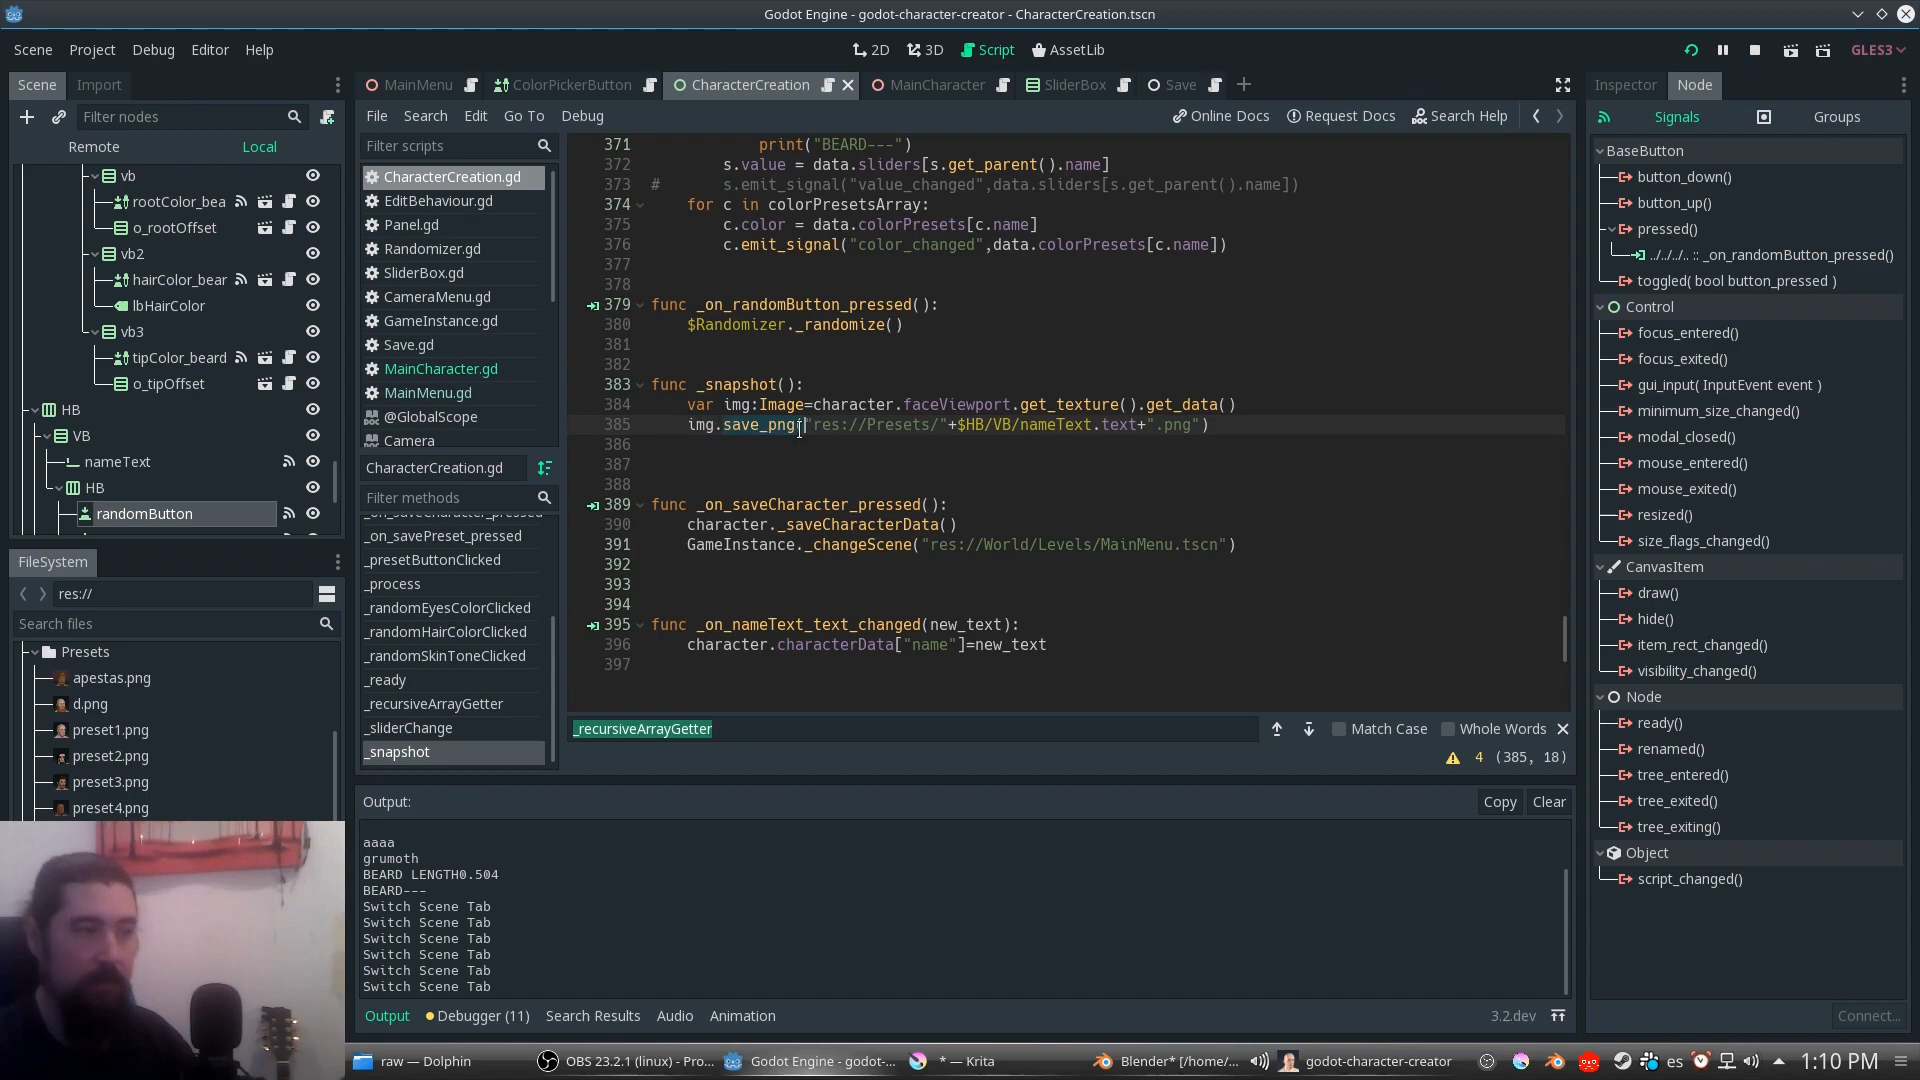 Godot Engine - godot-character-creator - CharacterCreation.tscn
Scene Project Debug Editor Help
2D 3D Script AssetLib
GLES3
Scene Import
MainMenu ColorPickerButton CharacterCreation MainCharacter SliderBox Save
Inspector Node
Filter nodes
File Search Edit Go To Debug
Online Docs Request Docs Search Help
Signals Groups
Remote Local
vb
rootColor_bea
o_rootOffset
vb2
hairColor_bear
lbHairColor
vb3
tipColor_beard
o_tipOffset
HB
VB
nameText
HB
randomButton
FileSystem
res://
Search files
Presets
apestas.png
d.png
preset1.png
preset2.png
preset3.png
preset4.png
Filter scripts
CharacterCreation.gd
EditBehaviour.gd
Panel.gd
Randomizer.gd
SliderBox.gd
CameraMenu.gd
GameInstance.gd
Save.gd
MainCharacter.gd
MainMenu.gd
@GlobalScope
Camera
CharacterCreation.gd
Filter methods
_on_saveCharacter_pressed
_on_savePreset_pressed
_presetButtonClicked
_process
_randomEyesColorClicked
_randomHairColorClicked
_randomSkinToneClicked
_ready
_recursiveArrayGetter
_sliderChange
_snapshot
371 print("BEARD---")
372 s.value = data.sliders[s.get_parent().name]
373 # s.emit_signal("value_changed",data.sliders[s.get_parent().name])
374 for c in colorPresetsArray:
375 c.color = data.colorPresets[c.name]
376 c.emit_signal("color_changed",data.colorPresets[c.name])
377
378
379 func _on_randomButton_pressed():
380 $Randomizer._randomize()
381
382
383 func _snapshot():
384 var img:Image=character.faceViewport.get_texture().get_data()
385 img.save_png("res://Presets/"+$HB/VB/nameText.text+".png")
386
387
388
389 func _on_saveCharacter_pressed():
390 character._saveCharacterData()
391 GameInstance._changeScene("res://World/Levels/MainMenu.tscn")
392
393
394
395 func _on_nameText_text_changed(new_text):
396 character.characterData["name"]=new_text
397
_recursiveArrayGetter
Match Case Whole Words
4 (385, 18)
Output:
Copy Clear
aaaa
grumoth
BEARD LENGTH0.504
BEARD---
Switch Scene Tab
Switch Scene Tab
Switch Scene Tab
Switch Scene Tab
Switch Scene Tab
Switch Scene Tab
Output Debugger (11) Search Results Audio Animation
3.2.dev
BaseButton
button_down()
button_up()
pressed()
../../../.. :: _on_randomButton_pressed()
toggled( bool button_pressed )
Control
focus_entered()
focus_exited()
gui_input( InputEvent event )
minimum_size_changed()
modal_closed()
mouse_entered()
mouse_exited()
resized()
size_flags_changed()
CanvasItem
draw()
hide()
item_rect_changed()
visibility_changed()
Node
ready()
renamed()
tree_entered()
tree_exited()
tree_exiting()
Object
script_changed()
Connect...
raw — Dolphin
OBS 23.2.1 (linux) - Pro...
Godot Engine - godot-...
* — Krita
Blender* [/home/...
godot-character-creator
es
1:10 PM